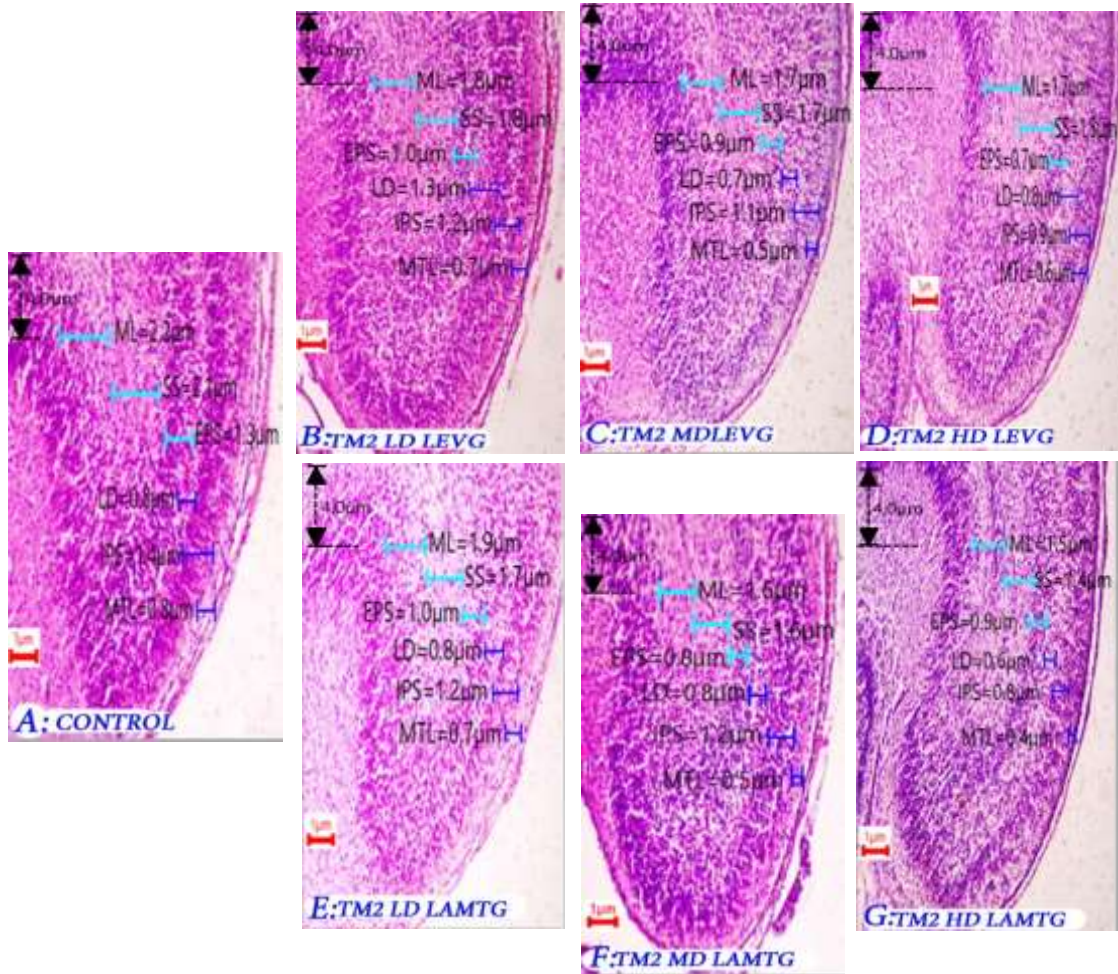 4.0µm
ML=2.2µm
SS=2.1µm
EPS=1.3µm
LD=0.8µm
IPS=1.4µm
MTL=0.8µm
1µm
A: CONTROL
4.0µm
ML=1.8µm
SS=1.8µm
EPS=1.0µm
LD=1.3µm
IPS=1.2µm
MTL=0.7µm
1µm
B:TM2 LD LEVG
4.0µm
ML=1.7µm
SS=1.7µm
EPS=0.9µm
LD=0.7µm
IPS=1.1µm
MTL=0.5µm
1µm
C:TM2 MDLEVG
4.0µm
ML=1.7µm
EPS=0.7µm
LD=0.8µm
IPS=0.9µm
MTL=0.6µm
D:TM2 HD LEVG
4.0µm
ML=1.9µm
SS=1.7µm
EPS=1.0µm
LD=0.8µm
IPS=1.2µm
MTL=0.7µm
1µm
E:TM2 LD LAMTG
4.0µm
ML=1.6µm
SS=1.6µm
EPS=0.8µm
LD=0.8µm
IPS=1.2µm
MTL=0.5µm
1µm
F:TM2 MD LAMTG
4.0µm
ML=1.5µm
SS=1.4µm
EPS=0.9µm
LD=0.6µm
IPS=0.8µm
MTL=0.4µm
1µm
G:TM2 HD LAMTG